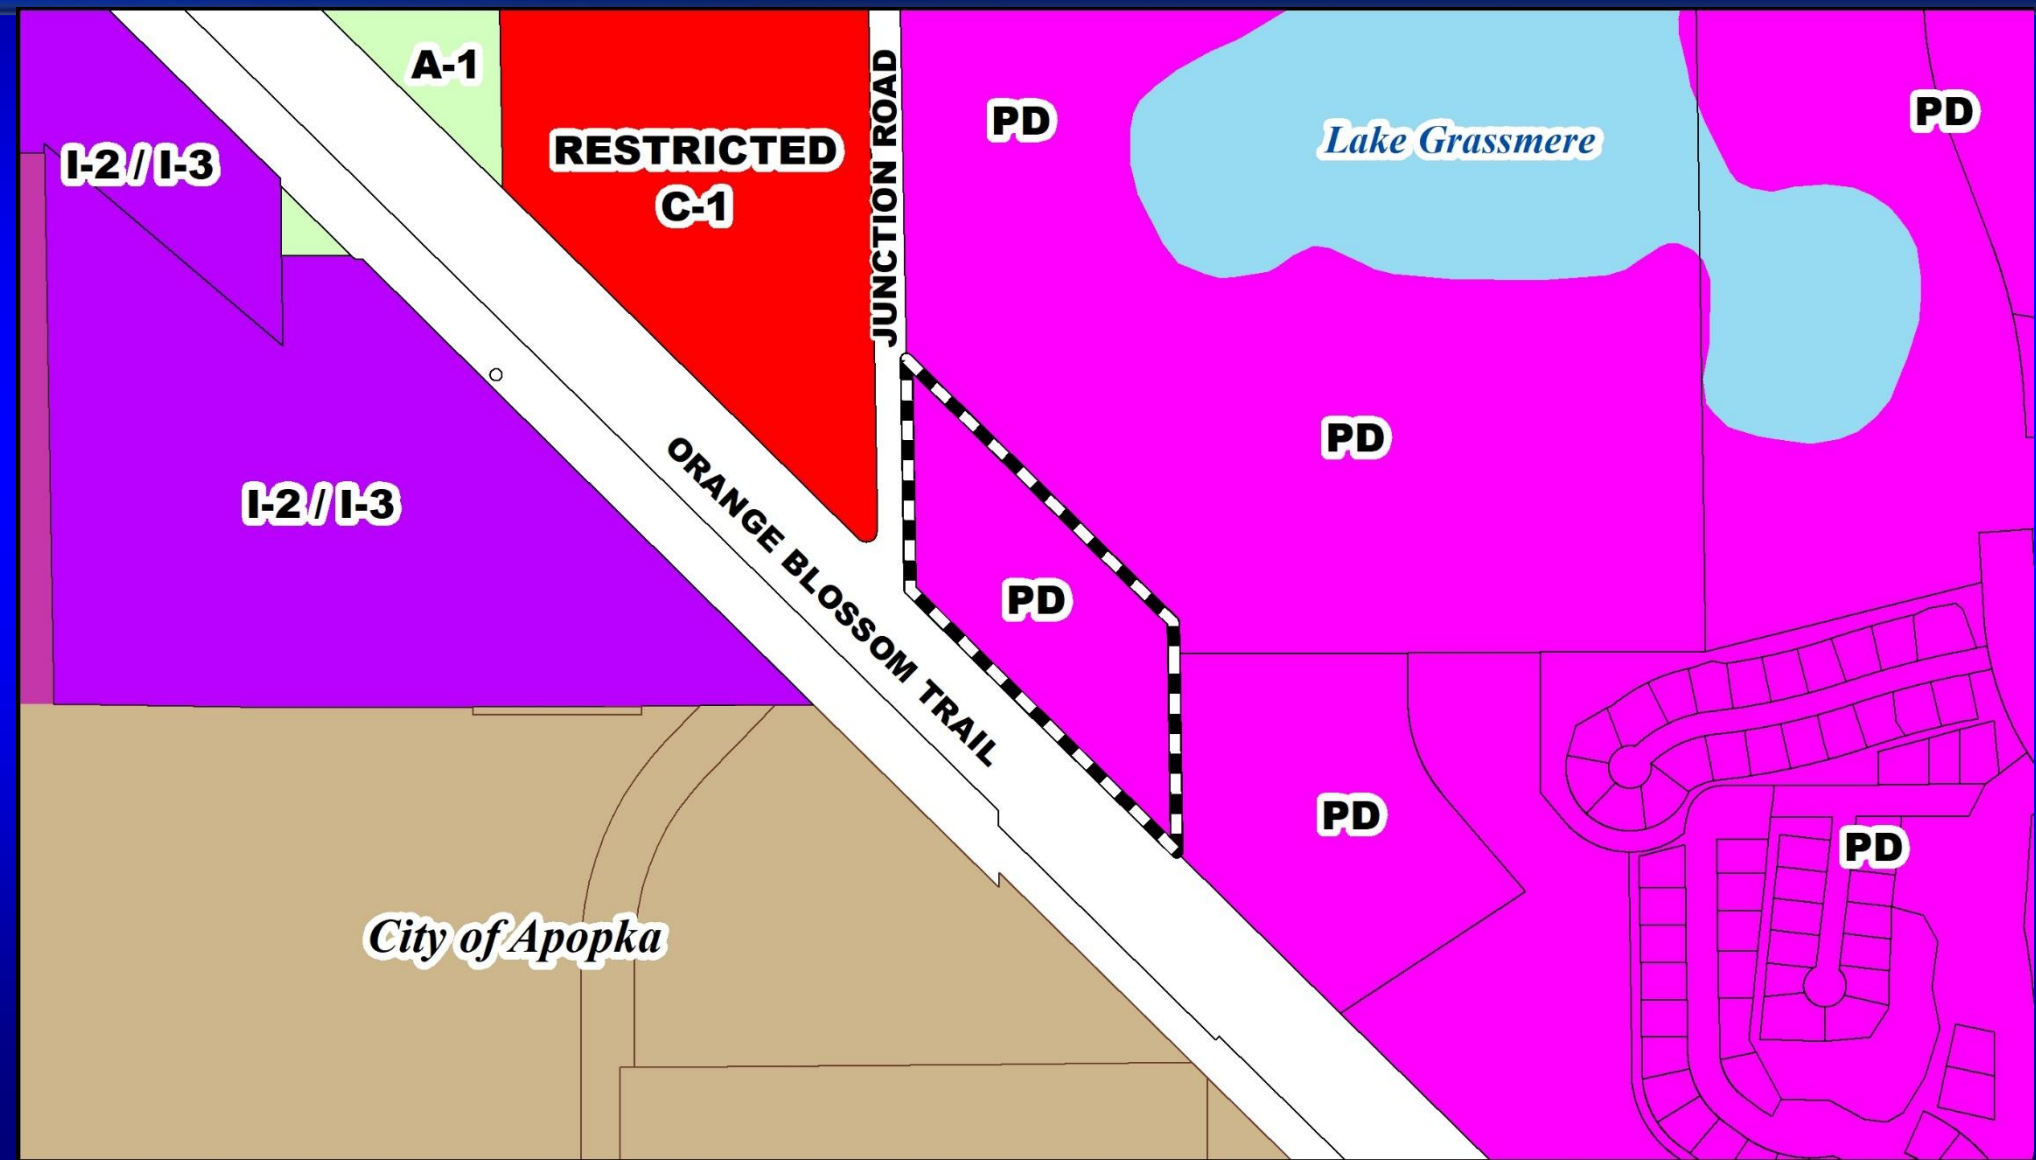 A-1
I-2 / I-3
RESTRICTED
C-1
JUNCTION ROAD
PD
Lake Grassmere
PD
I-2 / I-3
ORANGE BLOSSOM TRAIL
PD
PD
PD
PD
City of Apopka